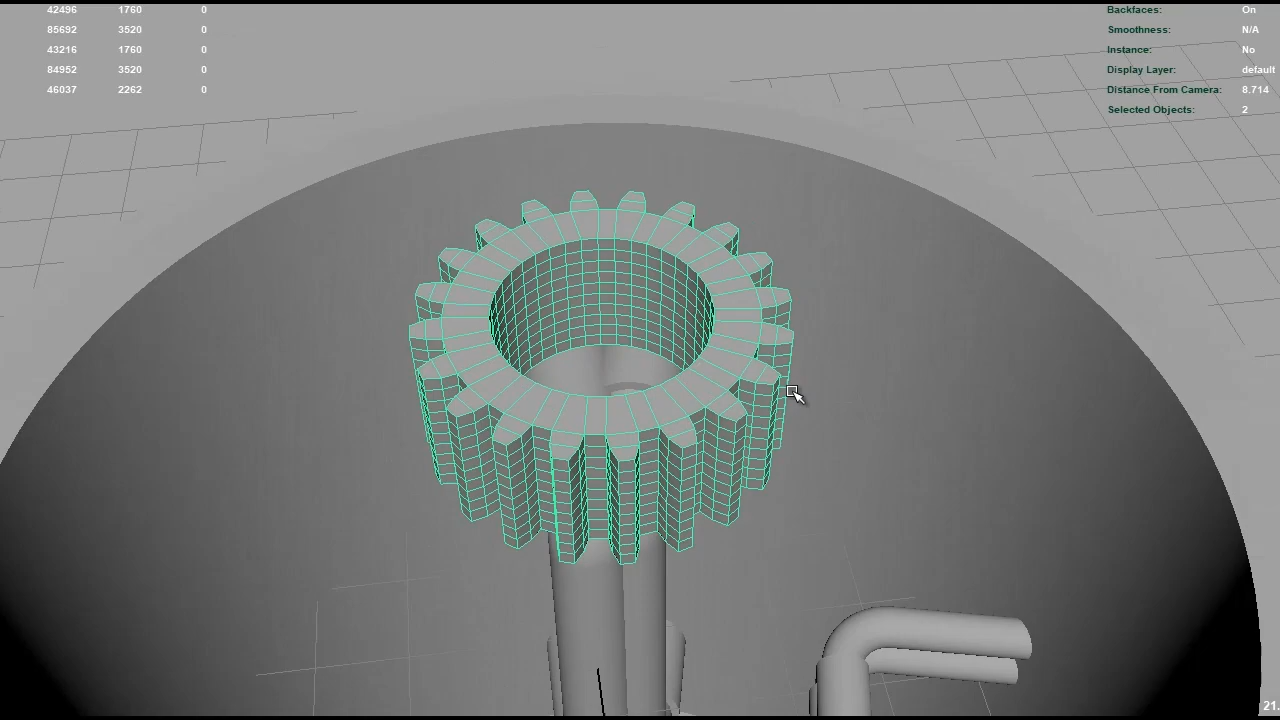 42496 1760 0 Backfaces: On
85692 3520 0 Smoothness: N/A
43216 1760 0 Instance: No
84952 3520 0 Display Layer: default
46037 2262 0 Distance From Camera: 8.714
Selected Objects: 2
21.